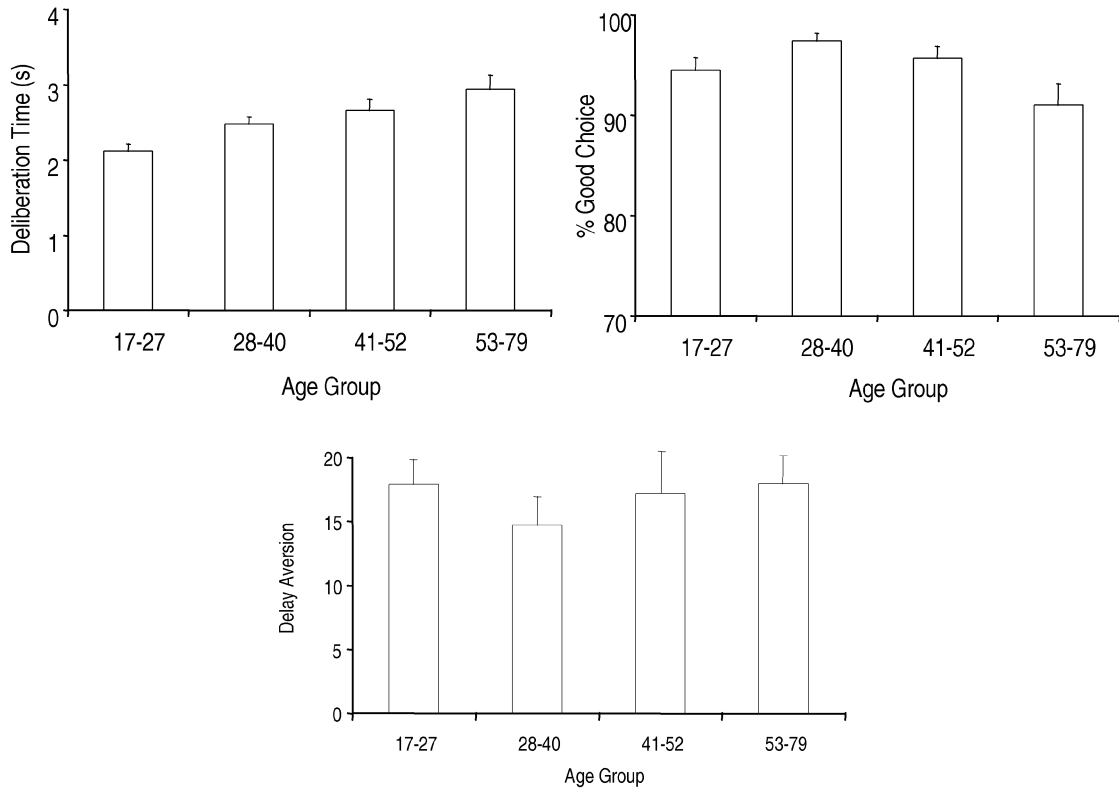 Deliberation Time (s)
4
3
2
1
0
17-27 28-40 41-52 53-79
Age Group
% Good Choice
100
90
80
70
17-27 28-40 41-52 53-79
Age Group
Delay Aversion
20
15
10
5
0
17-27 28-40 41-52 53-79
Age Group